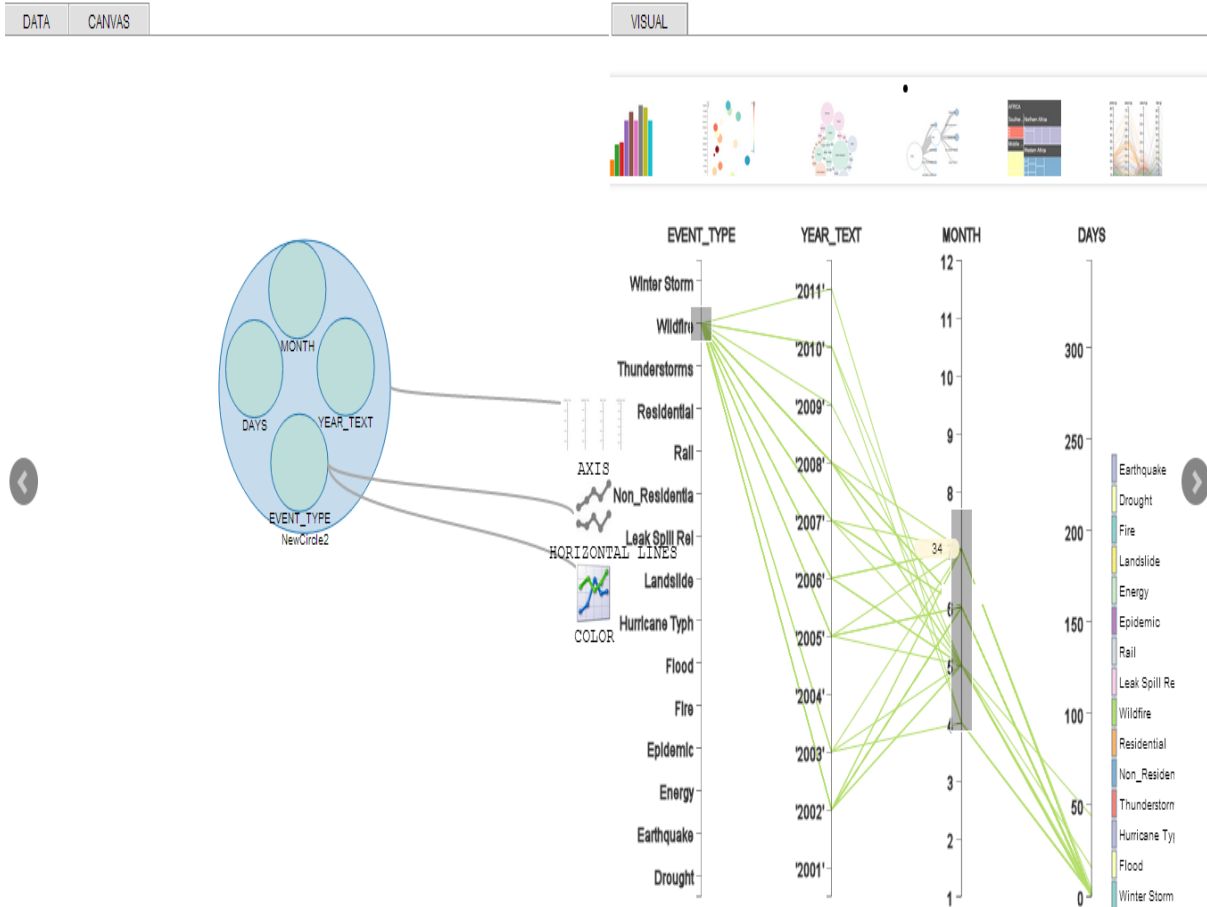 DATA
CANVAS
VISUAL
AFRICA
EVENT_TYPE
YEAR_TEXT
MONTH
DAYS
Winter Storm
Wildfire
Thunderstorms
Residential
Rail
Non_Residentia
Leak Spill Rel
Landslide
Hurricane Typh
Flood
Fire
Epidemic
Energy
Earthquake
Drought
'2011'
'2010'
'2009'
'2008'
'2007'
'2006'
'2005'
'2004'
'2003'
'2002'
'2001'
12
11
10
9
8
34
6
5
4
3
2
1
300
250
200
150
100
50
0
MONTH
DAYS
YEAR_TEXT
EVENT_TYPE
NewCircle2
AXIS
HORIZONTAL LINES
COLOR
Earthquake
Drought
Fire
Landslide
Energy
Epidemic
Rail
Leak Spill Re
Wildfire
Residential
Non_Residen
Thunderstorm
Hurricane Ty
Flood
Winter Storm